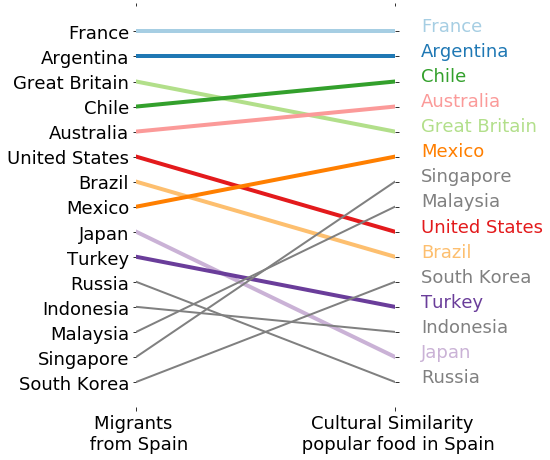 France
Argentina
Great Britain
Chile
Australia
United States
Brazil
Mexico
Japan
Turkey
Russia
Indonesia
Malaysia
Singapore
South Korea
France
Argentina
Chile
Australia
Great Britain
Mexico
Singapore
Malaysia
United States
Brazil
South Korea
Turkey
Indonesia
Japan
Russia
Migrants
from Spain
Cultural Similarity
popular food in Spain